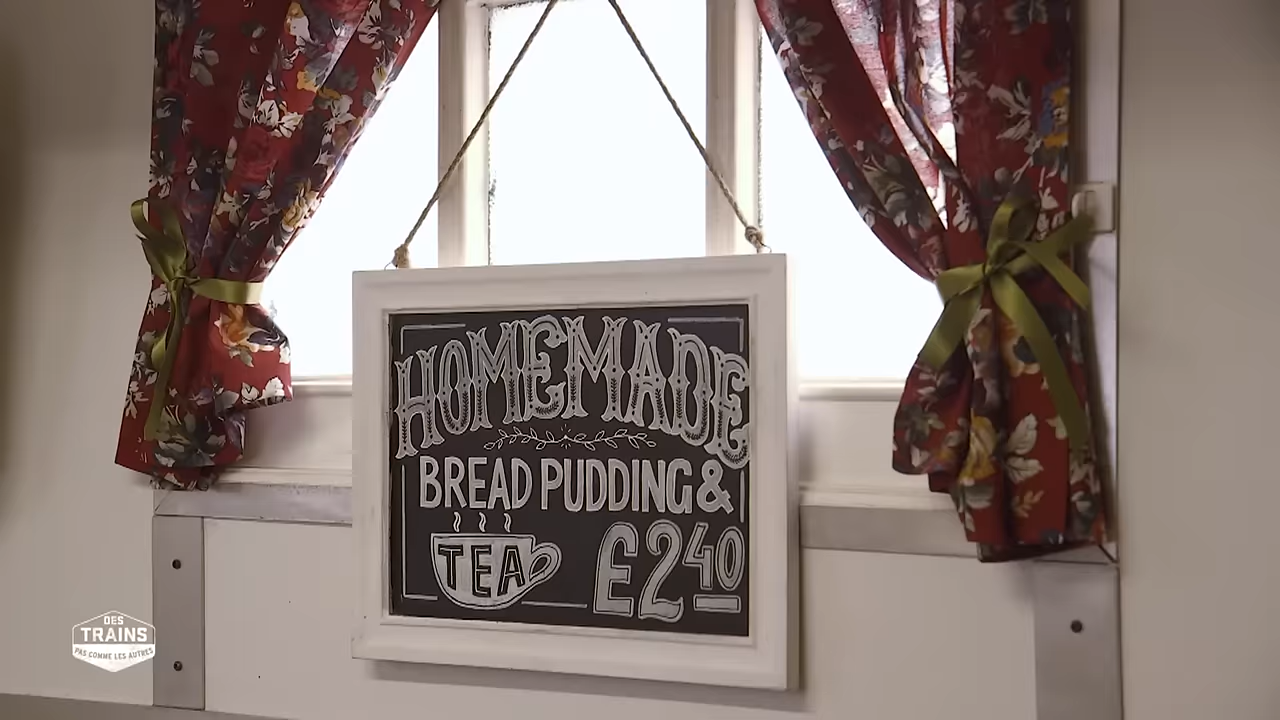 HOMEMADE
BREAD PUDDING &
TEA £2.40
DES
TRAINS
PAS COMME LES AUTRES